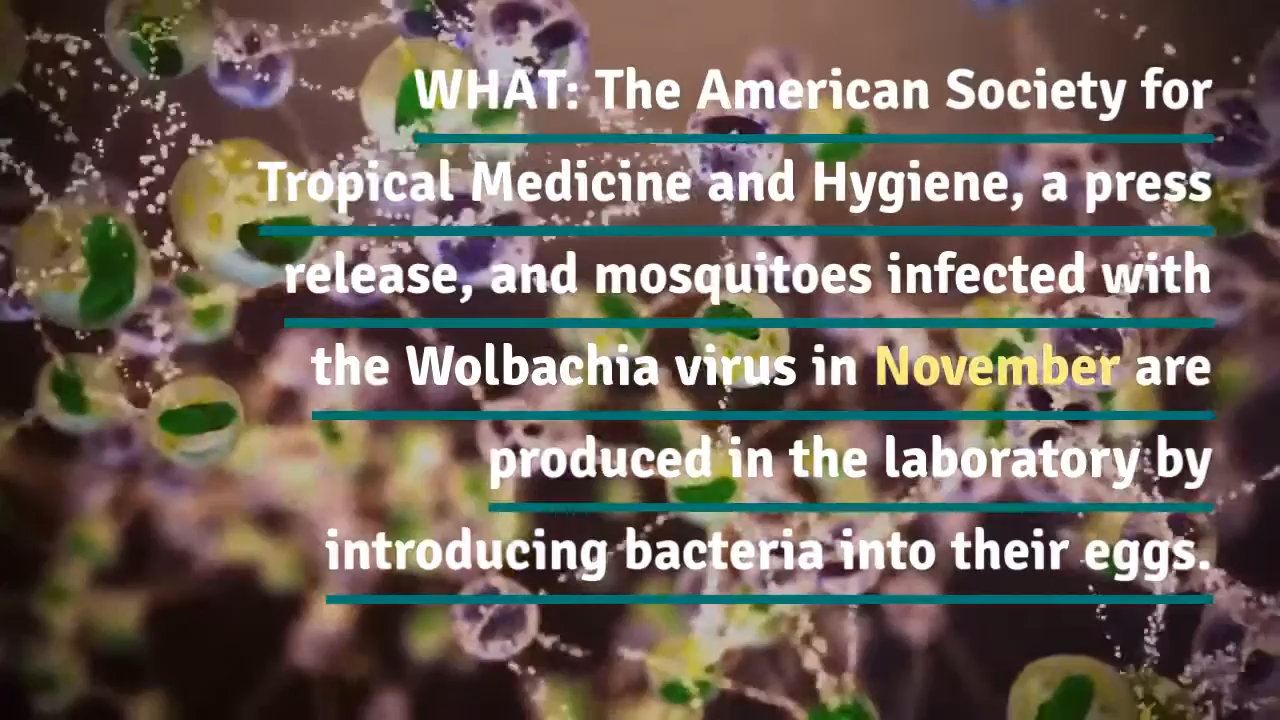 WHAT: The American Society for
Tropical Medicine and Hygiene, a press
release, and mosquitoes infected with
the Wolbachia virus in November are
produced in the laboratory by
introducing bacteria into their eggs.